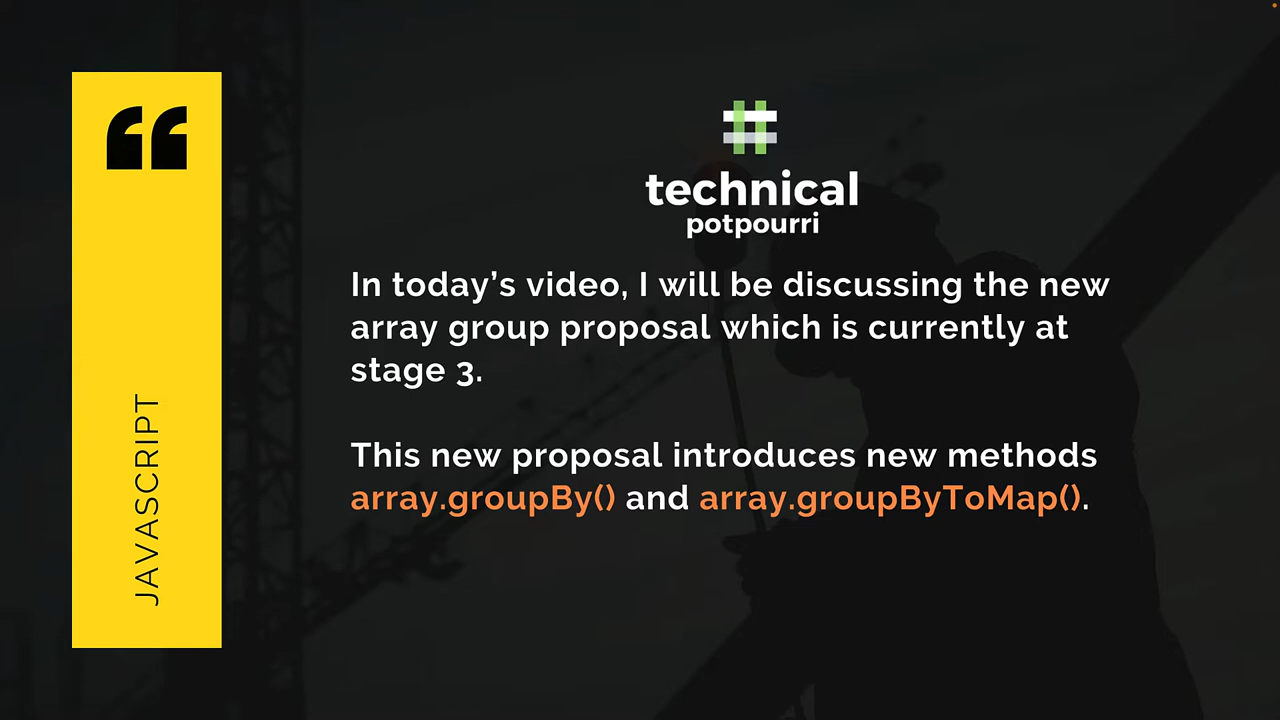 “
JAVASCRIPT
technical
potpourri
In today’s video, I will be discussing the new
array group proposal which is currently at
stage 3.
This new proposal introduces new methods
array.groupBy() and array.groupByToMap().